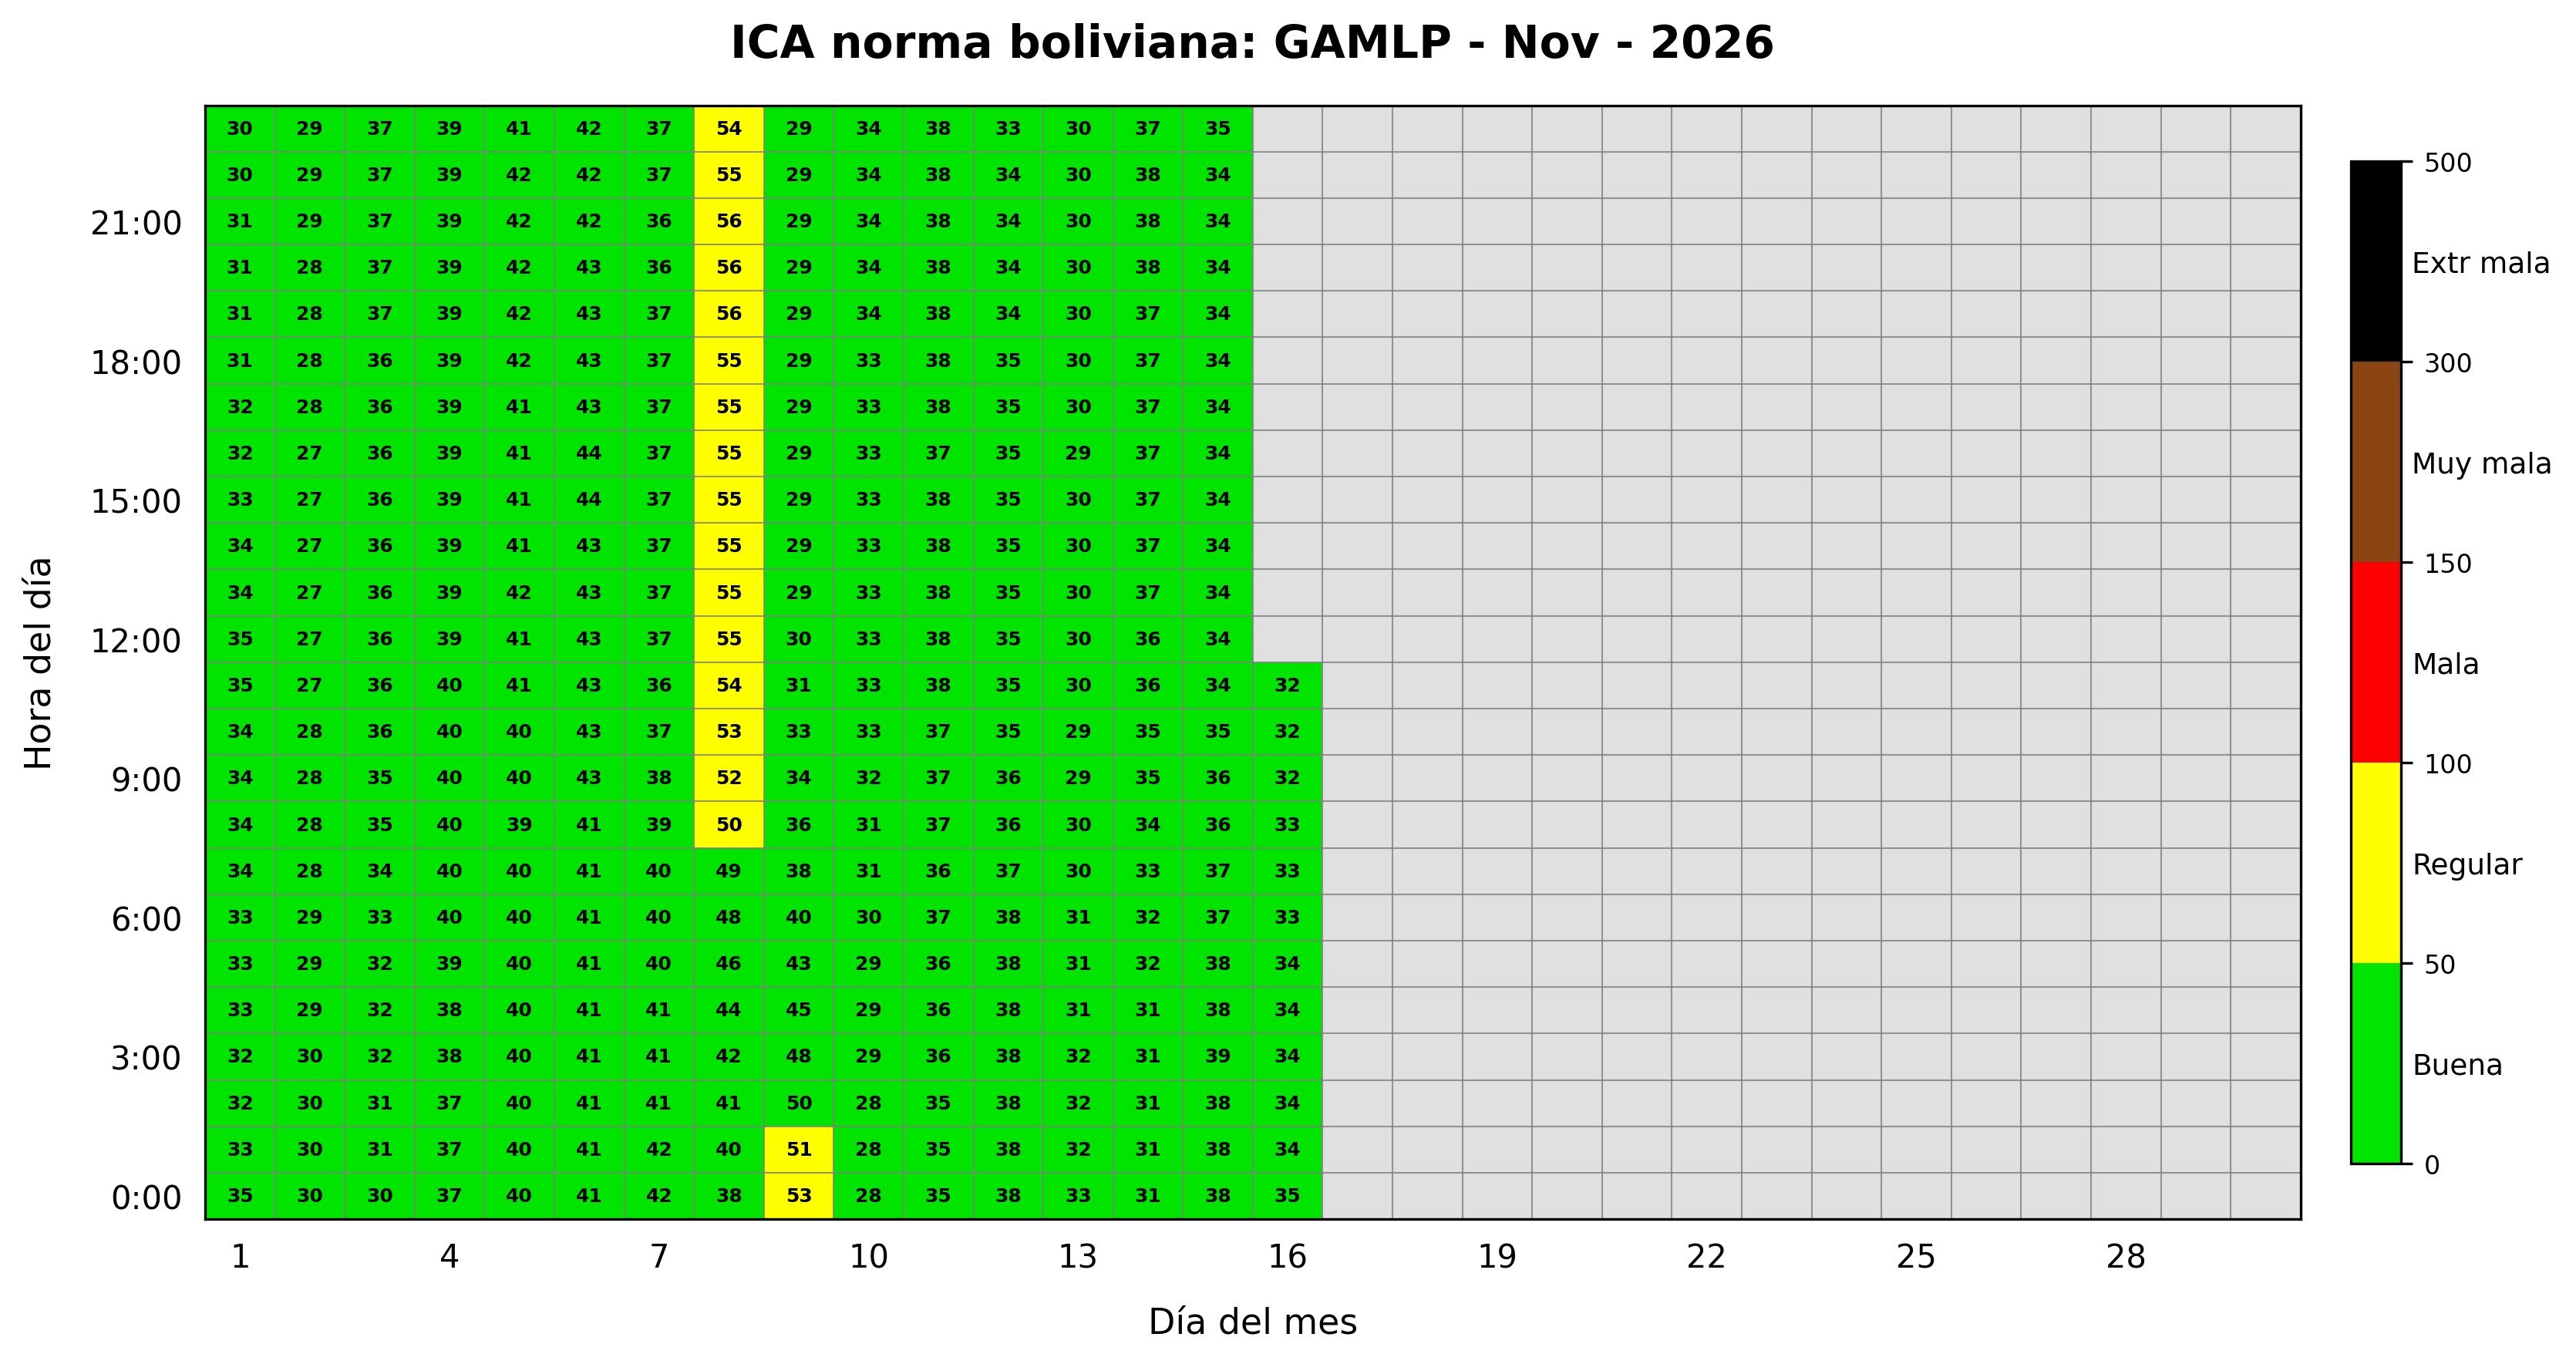 ICA norma boliviana: GAMLP - Nov - 2026
30 29 37 39 41 42 37 54 29 34 38 33 30 37 35
30 29 37 39 42 42 37 55 29 34 38 34 30 38 34
21:00 31 29 37 39 42 42 36 56 29 34 38 34 30 38 34
31 28 37 39 42 43 36 56 29 34 38 34 30 38 34
31 28 37 39 42 43 37 56 29 34 38 34 30 37 34
18:00 31 28 36 39 42 43 37 55 29 33 38 35 30 37 34
32 28 36 39 41 43 37 55 29 33 38 35 30 37 34
32 27 36 39 41 44 37 55 29 33 37 35 29 37 34
15:00 33 27 36 39 41 44 37 55 29 33 38 35 30 37 34
34 27 36 39 41 43 37 55 29 33 38 35 30 37 34
34 27 36 39 42 43 37 55 29 33 38 35 30 37 34
12:00 35 27 36 39 41 43 37 55 30 33 38 35 30 36 34
35 27 36 40 41 43 36 54 31 33 38 35 30 36 34 32
34 28 36 40 40 43 37 53 33 33 37 35 29 35 35 32
9:00 34 28 35 40 40 43 38 52 34 32 37 36 29 35 36 32
34 28 35 40 39 41 39 50 36 31 37 36 30 34 36 33
34 28 34 40 40 41 40 49 38 31 36 37 30 33 37 33
6:00 33 29 33 40 40 41 40 48 40 30 37 38 31 32 37 33
33 29 32 39 40 41 40 46 43 29 36 38 31 32 38 34
33 29 32 38 40 41 41 44 45 29 36 38 31 31 38 34
3:00 32 30 32 38 40 41 41 42 48 29 36 38 32 31 39 34
32 30 31 37 40 41 41 41 50 28 35 38 32 31 38 34
33 30 31 37 40 41 42 40 51 28 35 38 32 31 38 34
0:00 35 30 30 37 40 41 42 38 53 28 35 38 33 31 38 35
1 4 7 10 13 16 19 22 25 28
Día del mes
Hora del día
500
Extr mala
300
Muy mala
150
Mala
100
Regular
50
Buena
0